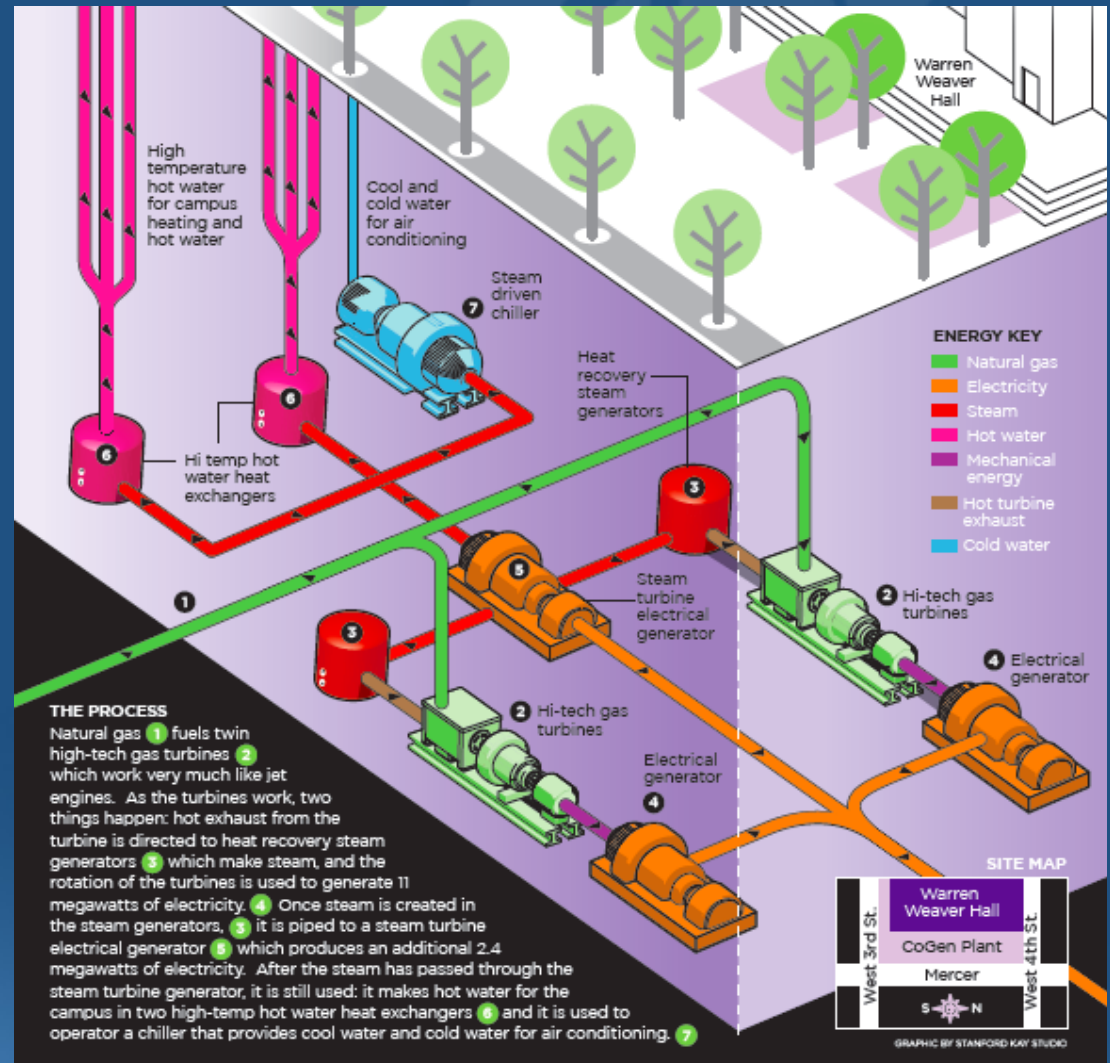 Warren
Weaver
Hall
High
temperature
hot water
for campus
heating and
hot water
Cool and
cold water
for air
conditioning
7
Steam
driven
chiller
Heat
recovery
steam
generators
ENERGY KEY
Natural gas
Electricity
Steam
Hot water
Mechanical
energy
Hot turbine
exhaust
Cold water
6
6
Hi temp hot
water heat
exchangers
3
5
Steam
turbine
electrical
generator
1
3
2 Hi-tech gas
turbines
4 Electrical
generator
2 Hi-tech gas
turbines
Electrical
generator
4
THE PROCESS
Natural gas 1 fuels twin
high-tech gas turbines 2
which work very much like jet
engines. As the turbines work, two
things happen: hot exhaust from the
turbine is directed to heat recovery steam
generators 3 which make steam, and the
rotation of the turbines is used to generate 11
megawatts of electricity. 4 Once steam is created in
the steam generators, 3 it is piped to a steam turbine
electrical generator 5 which produces an additional 2.4
megawatts of electricity. After the steam has passed through the
steam turbine generator, it is still used: it makes hot water for the
campus in two high-temp hot water heat exchangers 6 and it is used to
operator a chiller that provides cool water and cold water for air conditioning. 7
SITE MAP
Warren
Weaver Hall
CoGen Plant
Mercer
West 3rd St.
West 4th St.
S N
GRAPHIC BY STANFORD KAY STUDIO